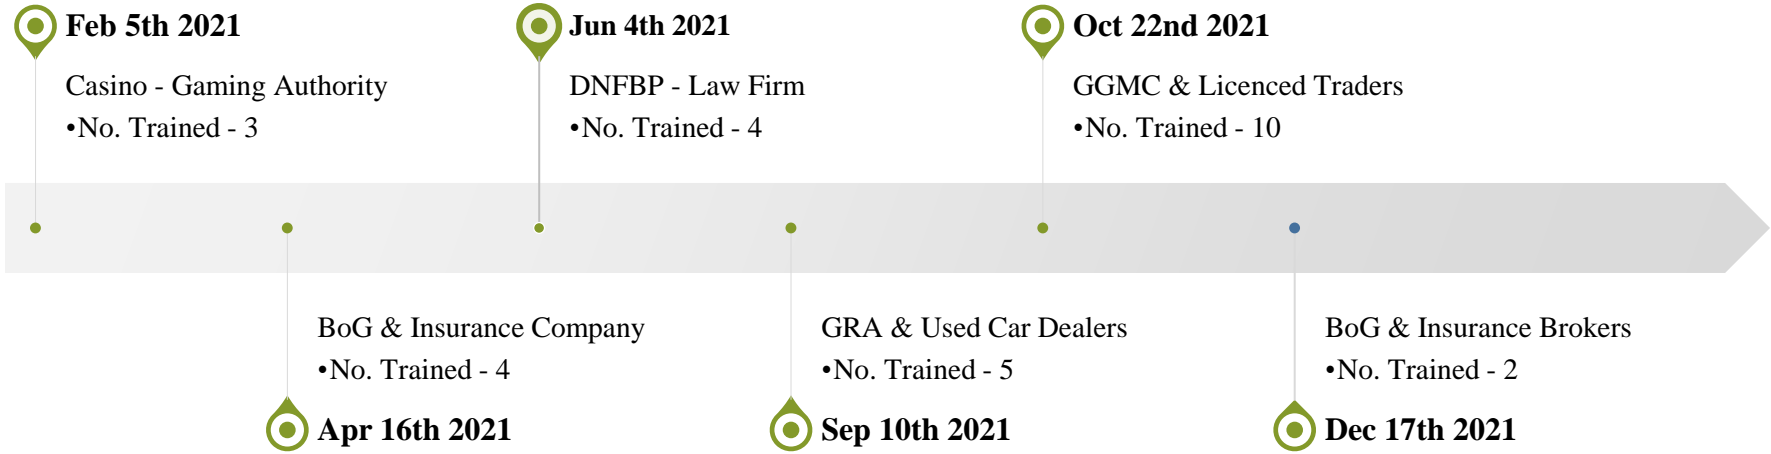 Feb 5th 2021
Casino - Gaming Authority
•No. Trained - 3
Jun 4th 2021
DNFBP - Law Firm
•No. Trained - 4
Oct 22nd 2021
GGMC & Licenced Traders
•No. Trained - 10
BoG & Insurance Company
•No. Trained - 4
Apr 16th 2021
GRA & Used Car Dealers
•No. Trained - 5
Sep 10th 2021
BoG & Insurance Brokers
•No. Trained - 2
Dec 17th 2021